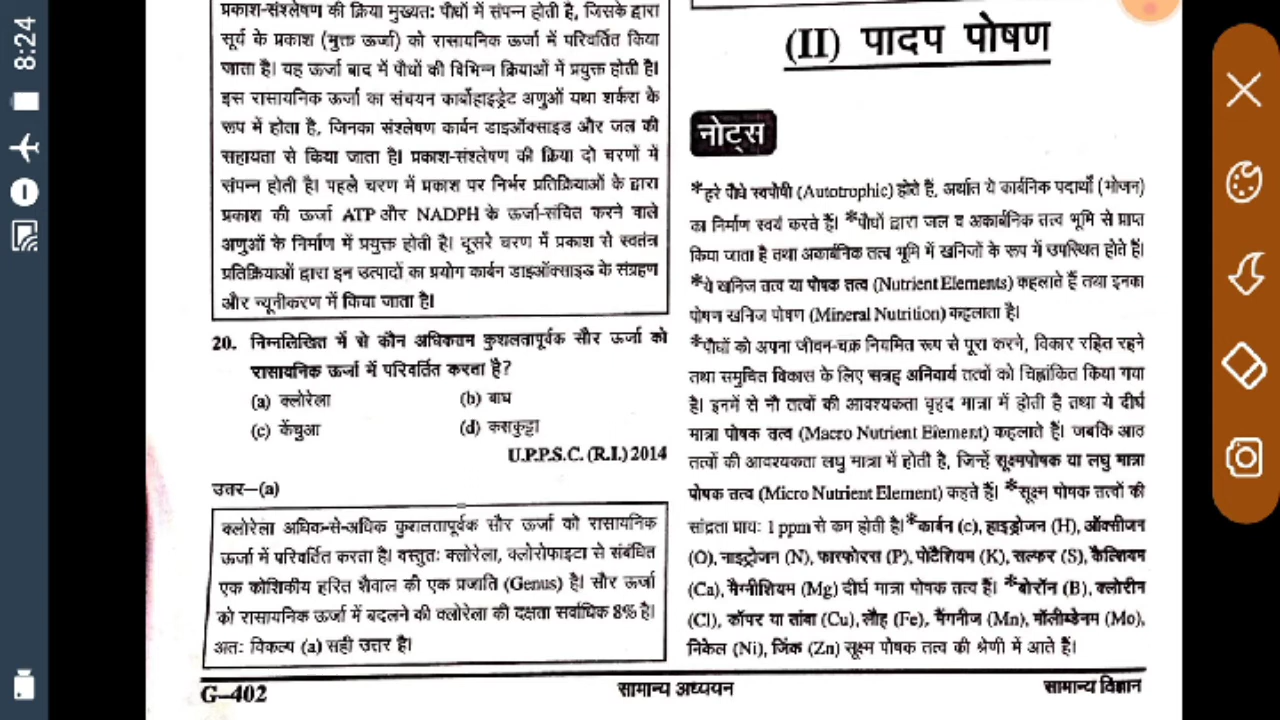 8:24
प्रकाश-संश्लेषण की क्रिया मुख्यतः पौधों में संपन्न होती है, जिसके द्वारा
सूर्य के प्रकाश (मुक्त ऊर्जा) को रासायनिक ऊर्जा में परिवर्तित किया
जाता है। यह ऊर्जा बाद में पौधों की विभिन्न क्रियाओं में प्रयुक्त होती है।
इस रासायनिक ऊर्जा का संचयन कार्बोहाइड्रेट अणुओं यथा शर्करा के
रूप में होता है, जिनका संश्लेषण कार्बन डाइऑक्साइड और जल की
सहायता से किया जाता है। प्रकाश-संश्लेषण की क्रिया दो चरणों में
संपन्न होती है। पहले चरण में प्रकाश पर निर्भर प्रतिक्रियाओं के द्वारा
प्रकाश की ऊर्जा ATP और NADPH के ऊर्जा-संचित करने वाले
अणुओं के निर्माण में प्रयुक्त होती है। दूसरे चरण में प्रकाश से स्वतंत्र
प्रतिक्रियाओं द्वारा इन उत्पादों का प्रयोग कार्बन डाइऑक्साइड के संग्रहण
और न्यूनीकरण में किया जाता है।
20. निम्नलिखित में से कौन अधिकतम कुशलतापूर्वक सौर ऊर्जा को
रासायनिक ऊर्जा में परिवर्तित करता है?
(a) क्लोरेला (b) बाघ
(c) केंचुआ (d) कसकुट्टा
U.P.P.S.C. (R.I.) 2014
उत्तर—(a)
क्लोरेला अधिक-से-अधिक कुशलतापूर्वक सौर ऊर्जा को रासायनिक
ऊर्जा में परिवर्तित करता है। वस्तुतः क्लोरेला, क्लोरोफाइटा से संबंधित
एक कोशिकीय हरित शैवाल की एक प्रजाति (Genus) है। सौर ऊर्जा
को रासायनिक ऊर्जा में बदलने की क्लोरेला की दक्षता सर्वाधिक 8% है।
अतः विकल्प (a) सही उत्तर है।
(II) पादप पोषण
नोट्स
*हरे पौधे स्वपोषी (Autotrophic) होते हैं, अर्थात ये कार्बनिक पदार्थों (भोजन)
का निर्माण स्वयं करते हैं। *पौधों द्वारा जल व अकार्बनिक तत्व भूमि से प्राप्त
किया जाता है तथा अकार्बनिक तत्व भूमि में खनिजों के रूप में उपस्थित होते हैं।
*ये खनिज तत्व या पोषक तत्व (Nutrient Elements) कहलाते हैं तथा इनका
पोषण खनिज पोषण (Mineral Nutrition) कहलाता है।
*पौधों को अपना जीवन-चक्र नियमित रूप से पूरा करने, विकार रहित रहने
तथा समुचित विकास के लिए सत्रह अनिवार्य तत्वों को चिह्नांकित किया गया
है। इनमें से नौ तत्वों की आवश्यकता वृहद मात्रा में होती है तथा ये दीर्घ
मात्रा पोषक तत्व (Macro Nutrient Element) कहलाते हैं। जबकि आठ
तत्वों की आवश्यकता लघु मात्रा में होती है, जिन्हें सूक्ष्मपोषक या लघु मात्रा
पोषक तत्व (Micro Nutrient Element) कहते हैं। *सूक्ष्म पोषक तत्वों की
सांद्रता प्रायः 1 ppm से कम होती है। *कार्बन (c), हाइड्रोजन (H), ऑक्सीजन
(O), नाइट्रोजन (N), फास्फोरस (P), पोटैशियम (K), सल्फर (S), कैल्शियम
(Ca), मैग्नीशियम (Mg) दीर्घ मात्रा पोषक तत्व हैं। *बोरॉन (B), क्लोरीन
(Cl), कॉपर या तांबा (Cu), लौह (Fe), मैंगनीज (Mn), मॉलीब्डेनम (Mo),
निकेल (Ni), जिंक (Zn) सूक्ष्म पोषक तत्व की श्रेणी में आते हैं।
G–402 सामान्य अध्ययन सामान्य विज्ञान